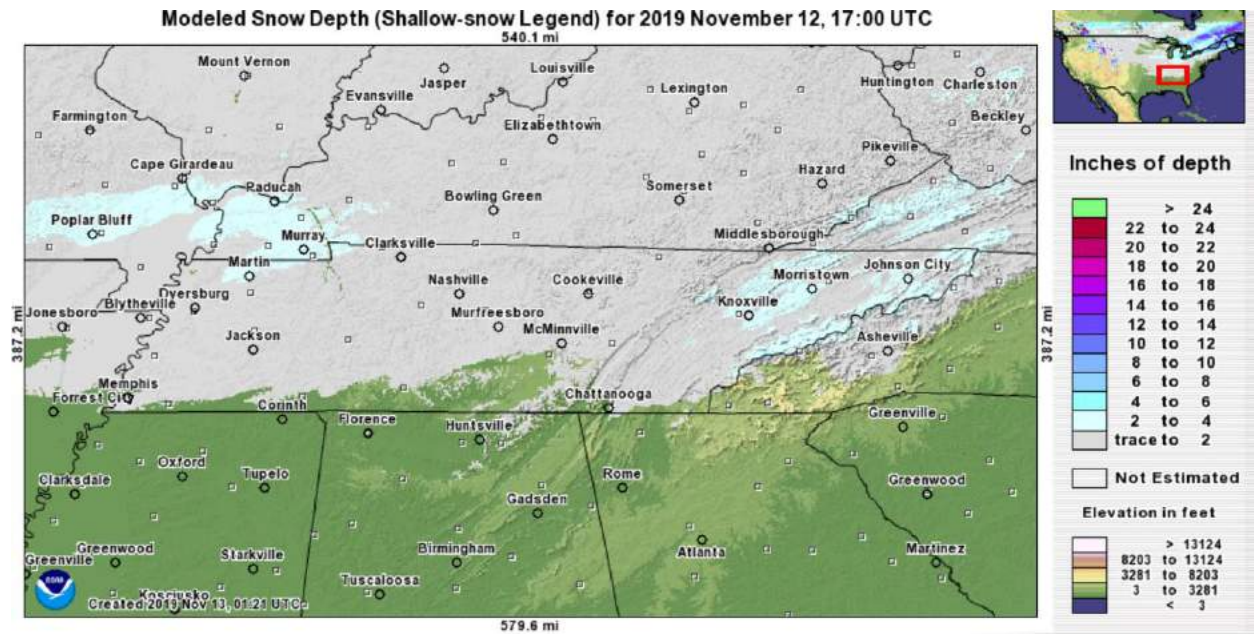 Modeled Snow Depth (Shallow-snow Legend) for 2019 November 12, 17:00 UTC
540.1 mi
Mount Vernon
Jasper
Louisville
Evansville
Lexington
Huntington
Charleston
Farmington
Elizabethtown
Beckley
Cape Girardeau
Pikeville
Paducah
Hazard
Bowling Green
Somerset
Poplar Bluff
Murray
Clarksville
Middlesborough
Martin
Nashville
Cookeville
Morristown
Johnson City
Blytheville
Dyersburg
Knoxville
Jonesboro
Murfreesboro
McMinnville
Jackson
Asheville
387.2 mi
387.2 mi
Memphis
Forrest City
Chattanooga
Corinth
Florence
Greenville
Huntsville
Oxford
Tupelo
Rome
Clarksdale
Greenwood
Gadsden
Greenwood
Starkville
Birmingham
Atlanta
Martinez
Greenville
Tuscaloosa
Kosciusko
NOAA
Created 2019 Nov 13, 01:21 UTC
579.6 mi
Inches of depth
> 24
22 to 24
20 to 22
18 to 20
16 to 18
14 to 16
12 to 14
10 to 12
8 to 10
6 to 8
4 to 6
2 to 4
trace to 2
Not Estimated
Elevation in feet
> 13124
8203 to 13124
3281 to 8203
3 to 3281
< 3